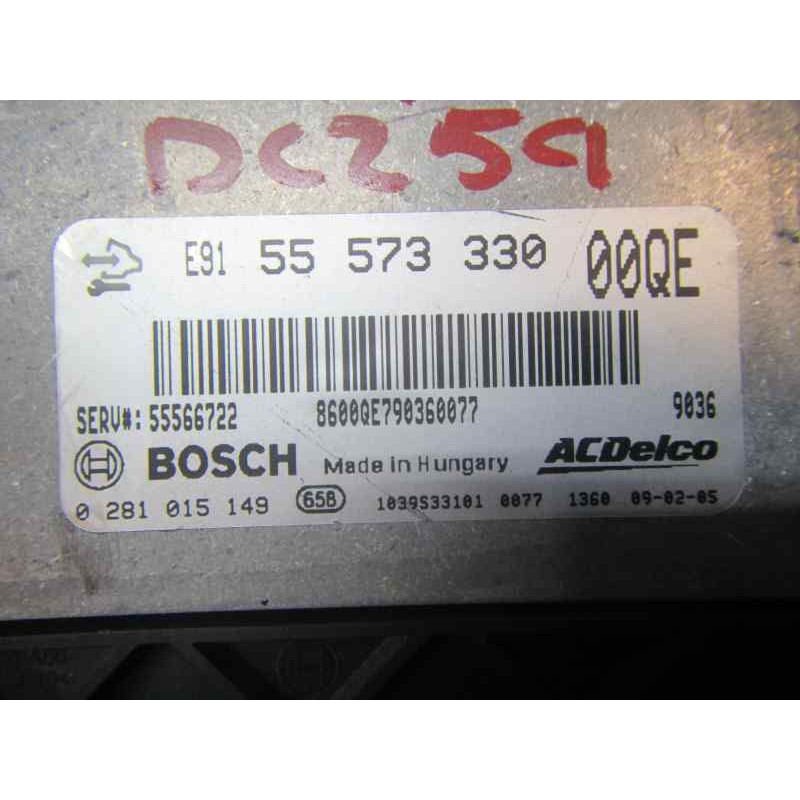 DCZ59
E91 55 573 330 00QE
SERV#: 55566722 8600QE790360077 9036
BOSCH Made in Hungary ACDelco
0 281 015 149 658 1039S33101 0077 1360 09-02-05